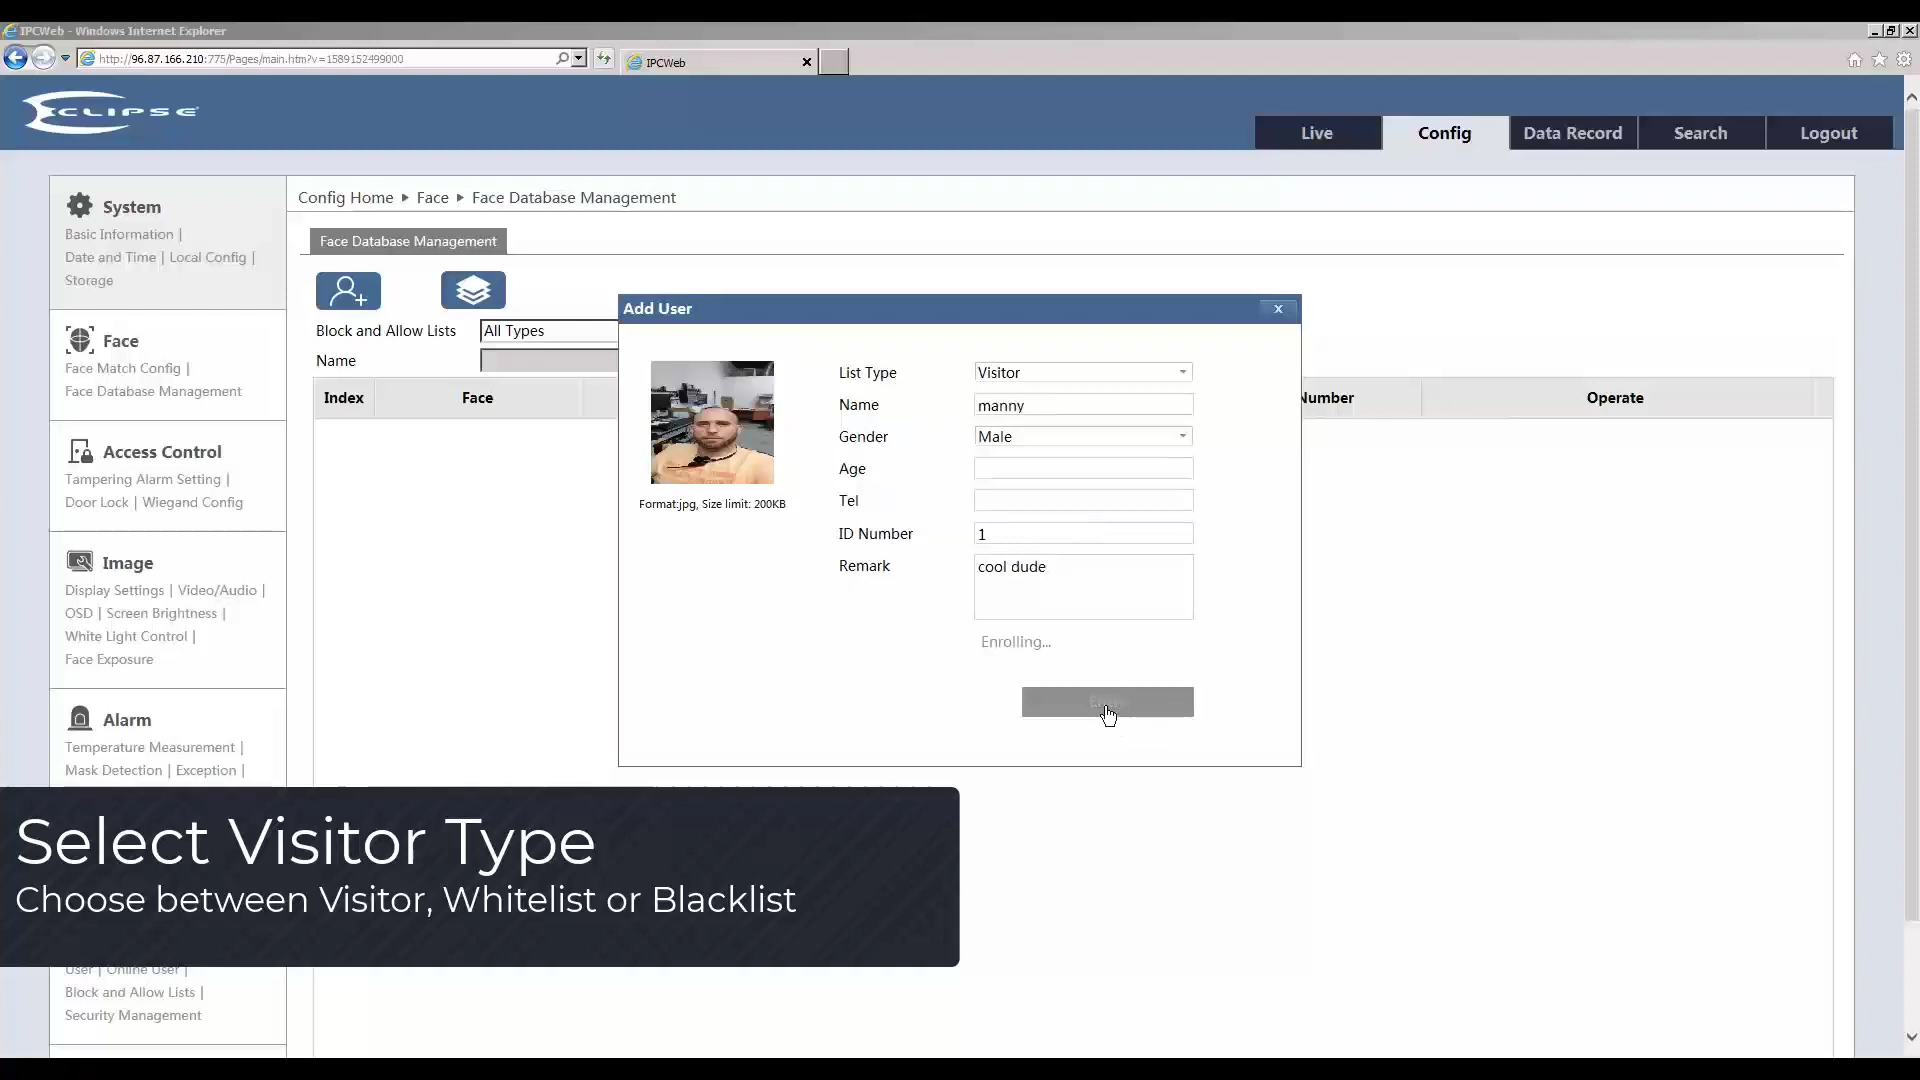 IPCWeb - Windows Internet Explorer
http://96.87.166.210:775/Pages/main.htm?v=1589152499000
IPCWeb
ECLIPSE
Live
Config
Data Record
Search
Logout
Config Home
Face
Face Database Management
System
Basic Information |
Date and Time | Local Config |
Storage
Face
Face Match Config |
Face Database Management
Access Control
Tampering Alarm Setting |
Door Lock | Wiegand Config
Image
Display Settings | Video/Audio |
OSD | Screen Brightness |
White Light Control |
Face Exposure
Alarm
Temperature Measurement |
Mask Detection | Exception |
User | Online User |
Block and Allow Lists |
Security Management
Face Database Management
Block and Allow Lists All Types
Name
Index
Face
Number
Operate
Add User
x
Format:jpg, Size limit: 200KB
List Type Visitor
Name manny
Gender Male
Age
Tel
ID Number 1
Remark cool dude
Enrolling...
Select Visitor Type
Choose between Visitor, Whitelist or Blacklist